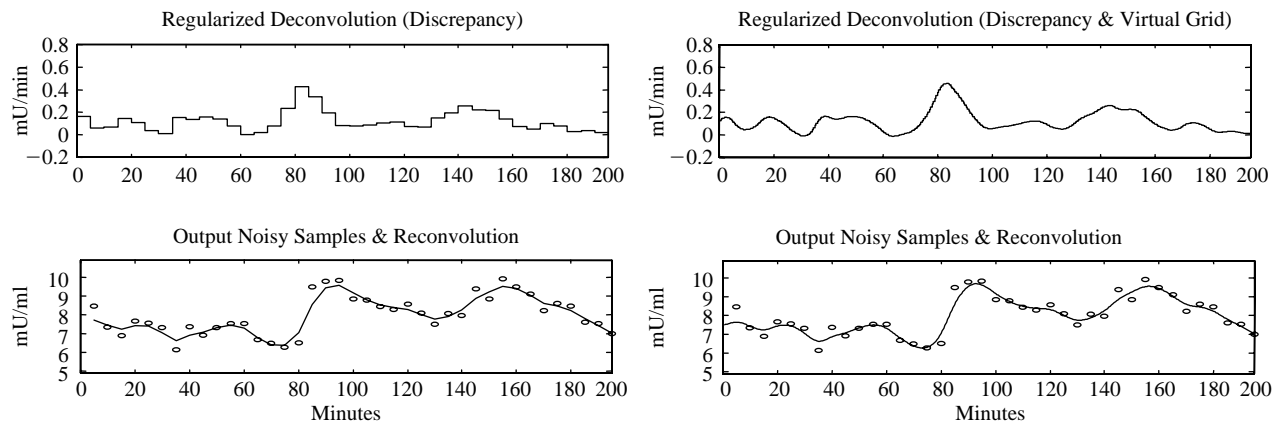 Regularized Deconvolution (Discrepancy)
mU/min
0.8
0.6
0.4
0.2
0
−0.2
0 20 40 60 80 100 120 140 160 180 200
Regularized Deconvolution (Discrepancy & Virtual Grid)
mU/min
0.8
0.6
0.4
0.2
0
−0.2
0 20 40 60 80 100 120 140 160 180 200
Output Noisy Samples & Reconvolution
mU/ml
10
9
8
7
6
5
0 20 40 60 80 100 120 140 160 180 200
Minutes
Output Noisy Samples & Reconvolution
mU/ml
10
9
8
7
6
5
0 20 40 60 80 100 120 140 160 180 200
Minutes